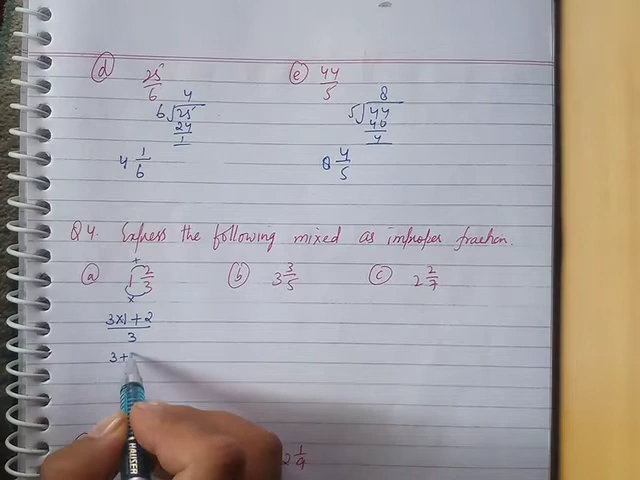 d 25/6 e 44/5
4 8
6√25 5√44
24 40
1 4
4 1/6 8 4/5
Q4. Express the following mixed as improper fraction.
+
a 1 2/3 b 3 3/5 c 2 2/7
x
3x1+2
3
3+
HAUSER
2 1/9